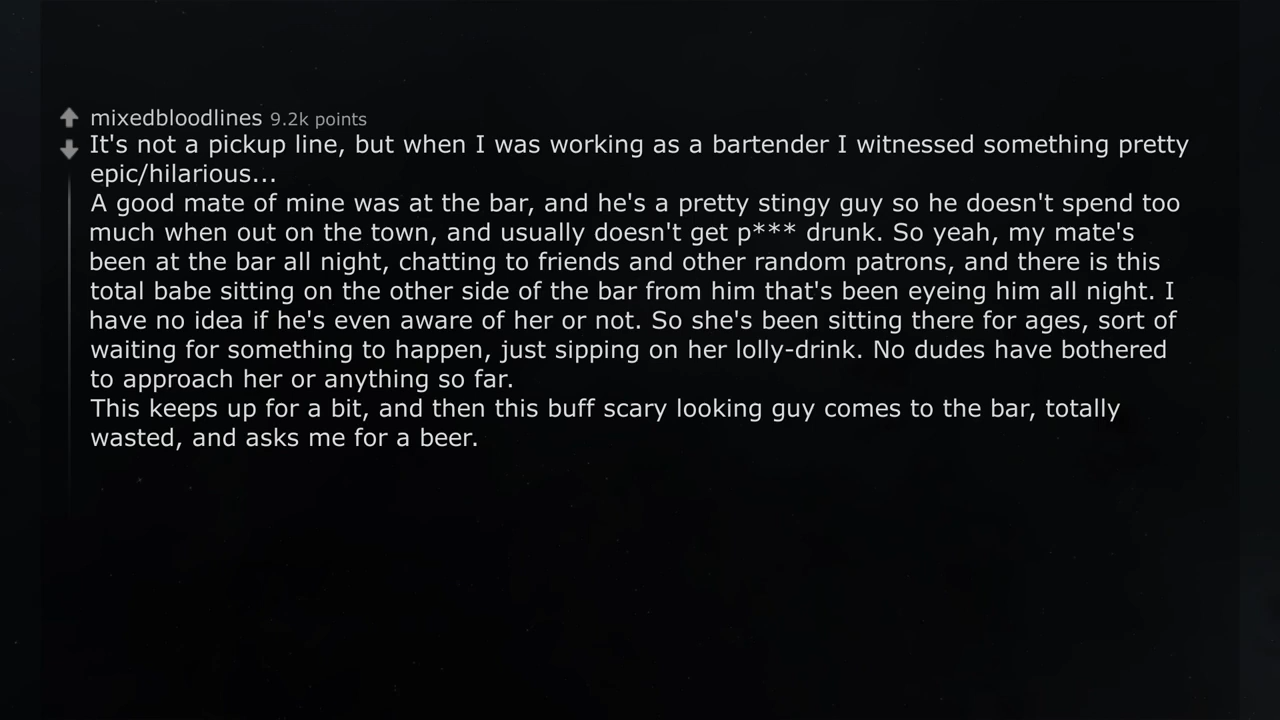 mixedbloodlines 9.2k points
It's not a pickup line, but when I was working as a bartender I witnessed something pretty
epic/hilarious...
A good mate of mine was at the bar, and he's a pretty stingy guy so he doesn't spend too
much when out on the town, and usually doesn't get p*** drunk. So yeah, my mate's
been at the bar all night, chatting to friends and other random patrons, and there is this
total babe sitting on the other side of the bar from him that's been eyeing him all night. I
have no idea if he's even aware of her or not. So she's been sitting there for ages, sort of
waiting for something to happen, just sipping on her lolly-drink. No dudes have bothered
to approach her or anything so far.
This keeps up for a bit, and then this buff scary looking guy comes to the bar, totally
wasted, and asks me for a beer.